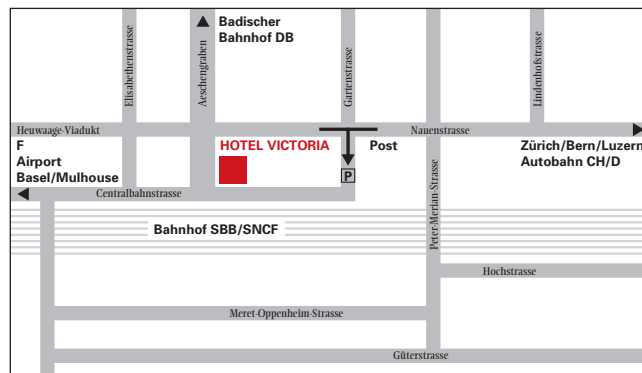 Badischer
Bahnhof DB
Elisabethenstrasse
Aeschengraben
Gartenstrasse
Lindenhofstrasse
Heuwaage-Viadukt
Nauenstrasse
F
Airport
Basel/Mulhouse
HOTEL VICTORIA
Post
Zürich/Bern/Luzern
Autobahn CH/D
P
Centralbahnstrasse
Peter-Merian-Strasse
Bahnhof SBB/SNCF
Hochstrasse
Meret-Oppenheim-Strasse
Güterstrasse